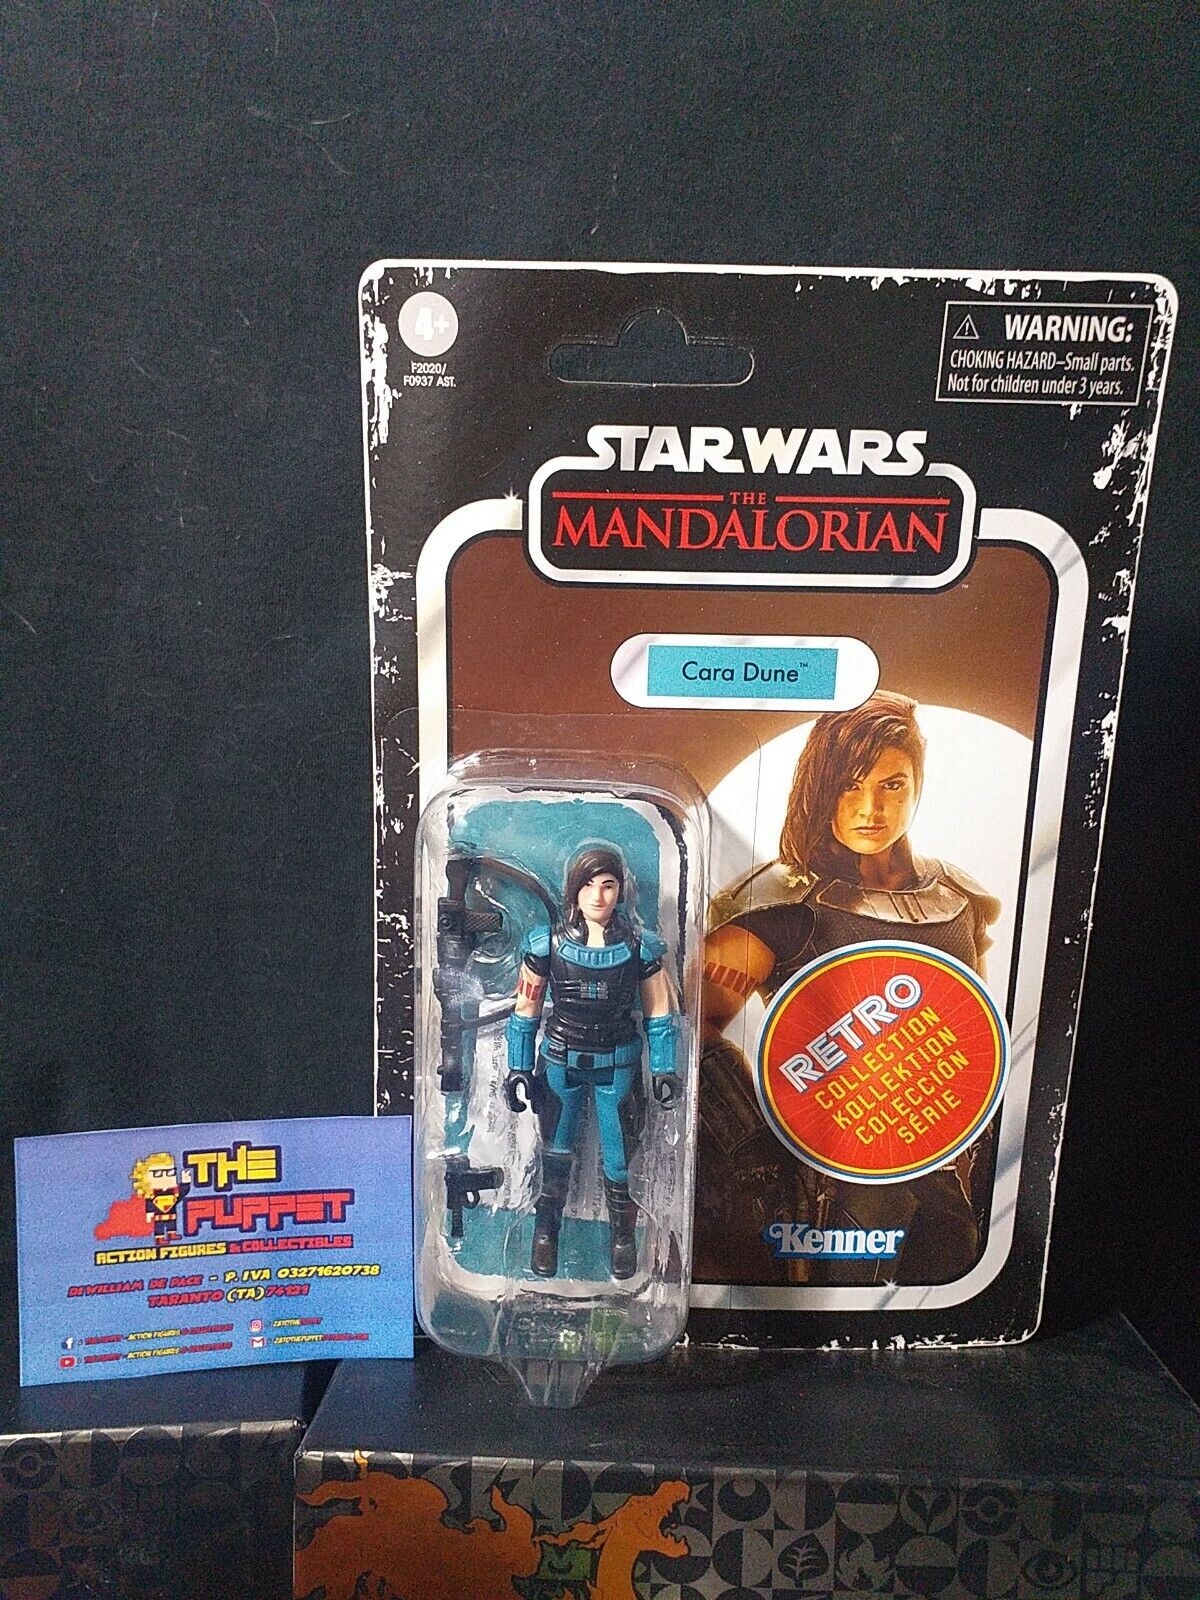 4+
F2020/
F0937 AST.
WARNING:
CHOKING HAZARD–Small parts.
Not for children under 3 years.
STAR WARS
THE
MANDALORIAN
Cara Dune™
RETRO
COLLECTION
KOLLEKTION
COLECCIÓN
SÉRIE
Kenner
THE
PUPPET
ACTION FIGURES & COLLECTIBLES
DI WILLIAM DE PACE - P. IVA 03271620738
TARANTO (TA) 74121